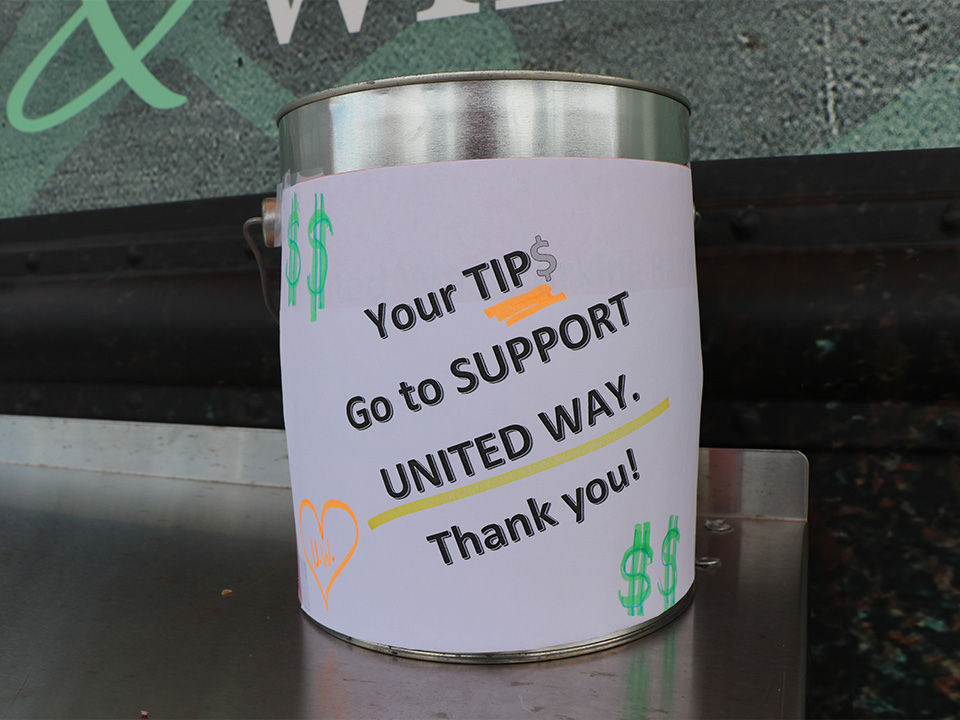 &
$$
Your TIP$
Go to SUPPORT
UNITED WAY.
Thank you!
U.W.
$$